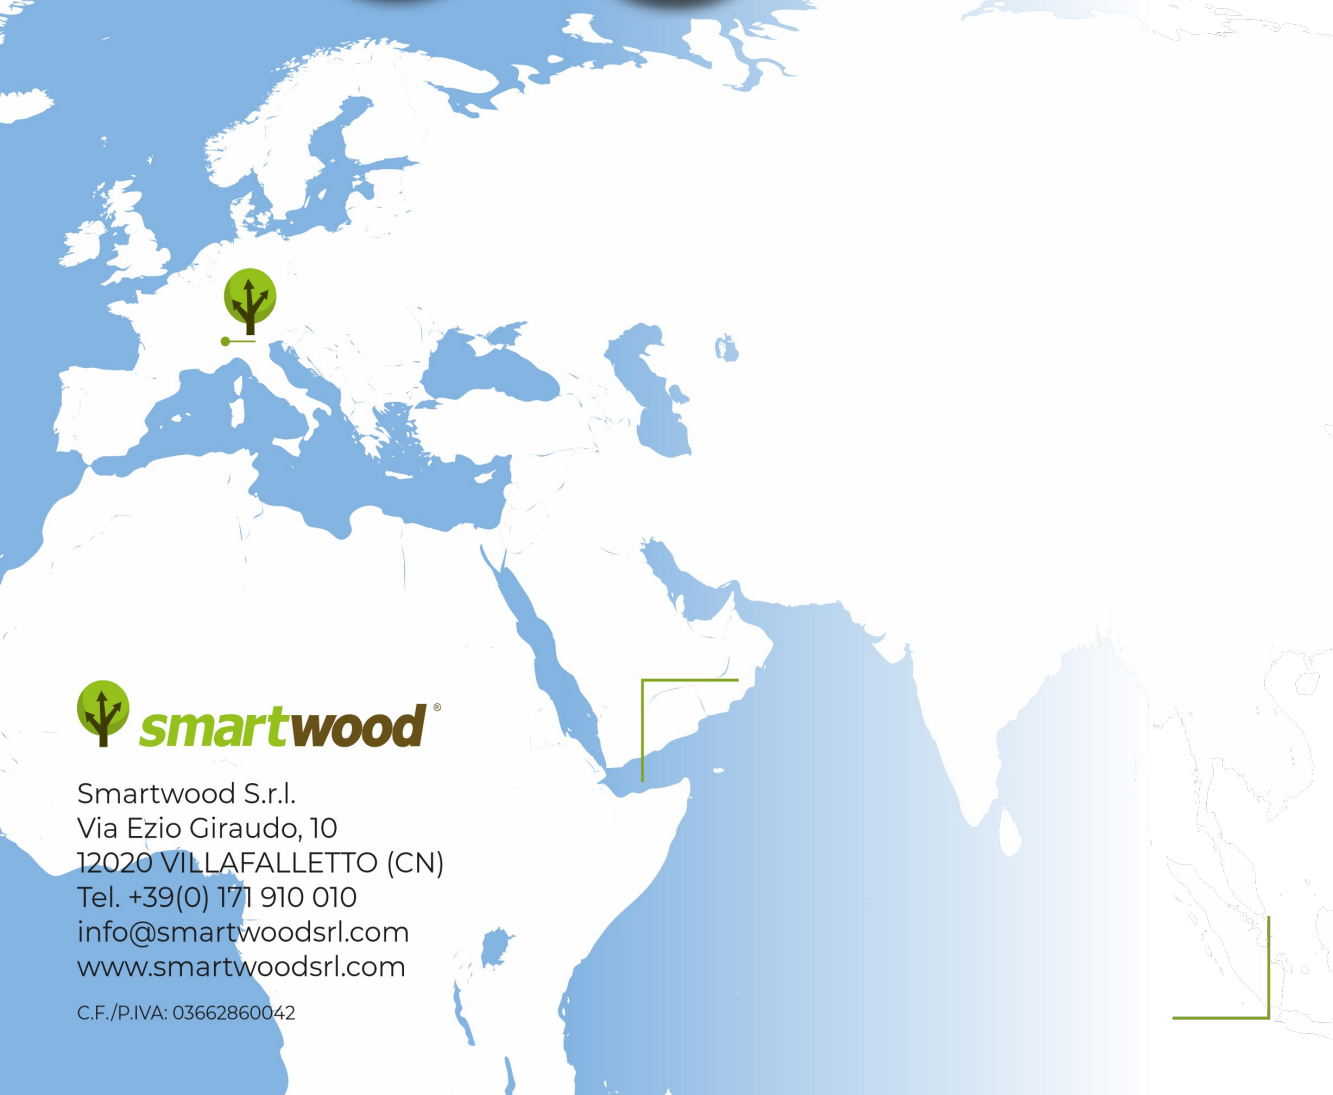 smartwood®
Smartwood S.r.l.
Via Ezio Giraudo, 10
12020 VILLAFALLETTO (CN)
Tel. +39(0) 171 910 010
info@smartwoodsrl.com
www.smartwoodsrl.com
C.F./P.IVA: 03662860042